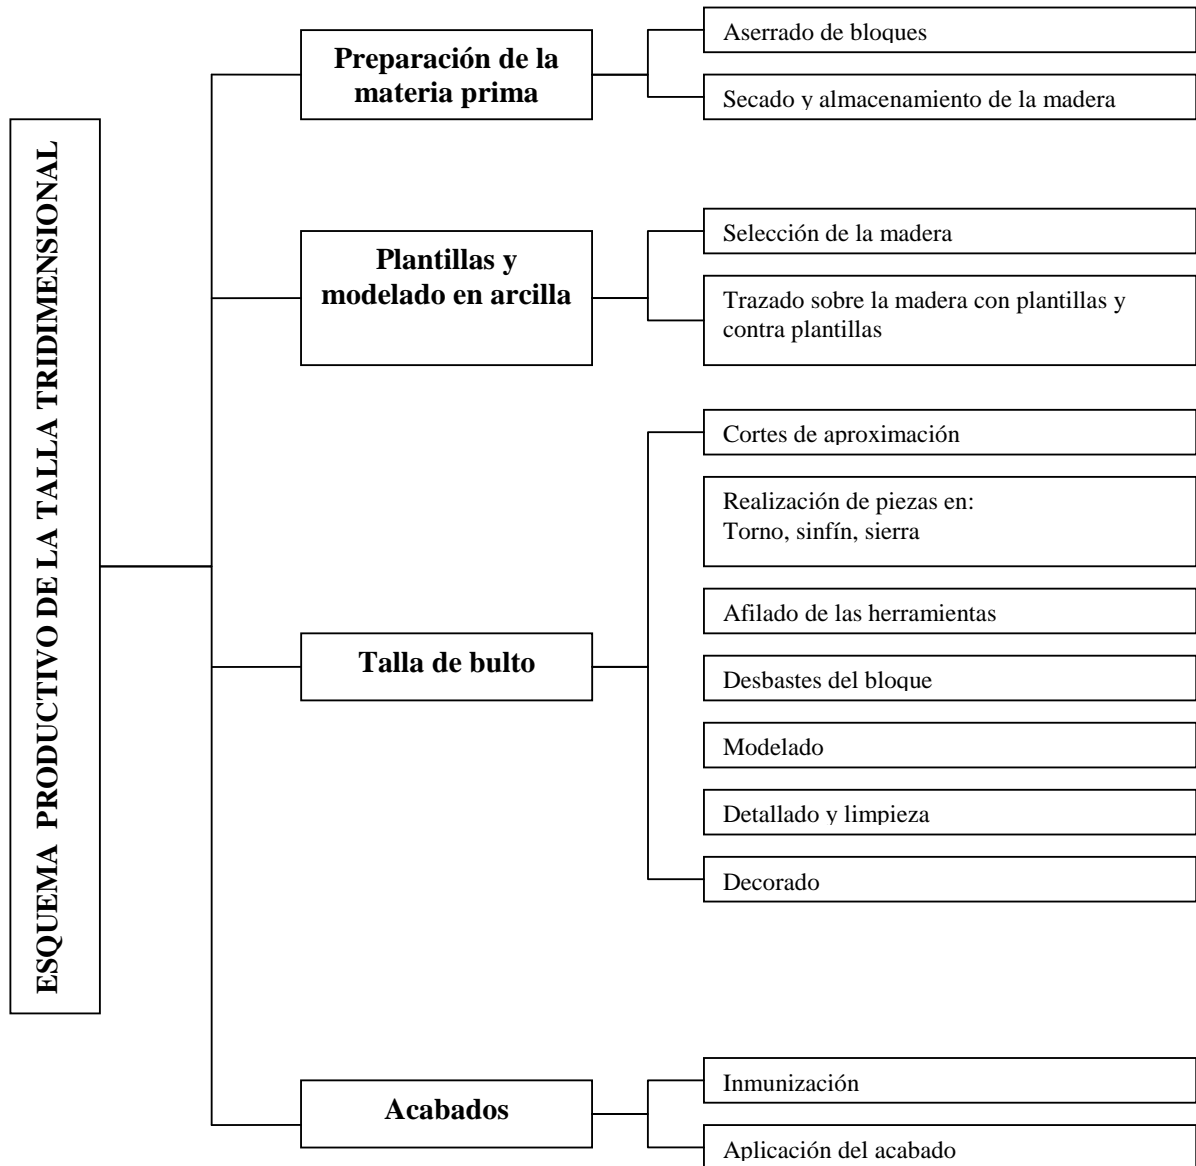 ESQUEMA PRODUCTIVO DE LA TALLA TRIDIMENSIONAL
Preparación de la
materia prima
Aserrado de bloques
Secado y almacenamiento de la madera
Plantillas y
modelado en arcilla
Selección de la madera
Trazado sobre la madera con plantillas y
contra plantillas
Talla de bulto
Cortes de aproximación
Realización de piezas en:
Torno, sinfín, sierra
Afilado de las herramientas
Desbastes del bloque
Modelado
Detallado y limpieza
Decorado
Acabados
Inmunización
Aplicación del acabado